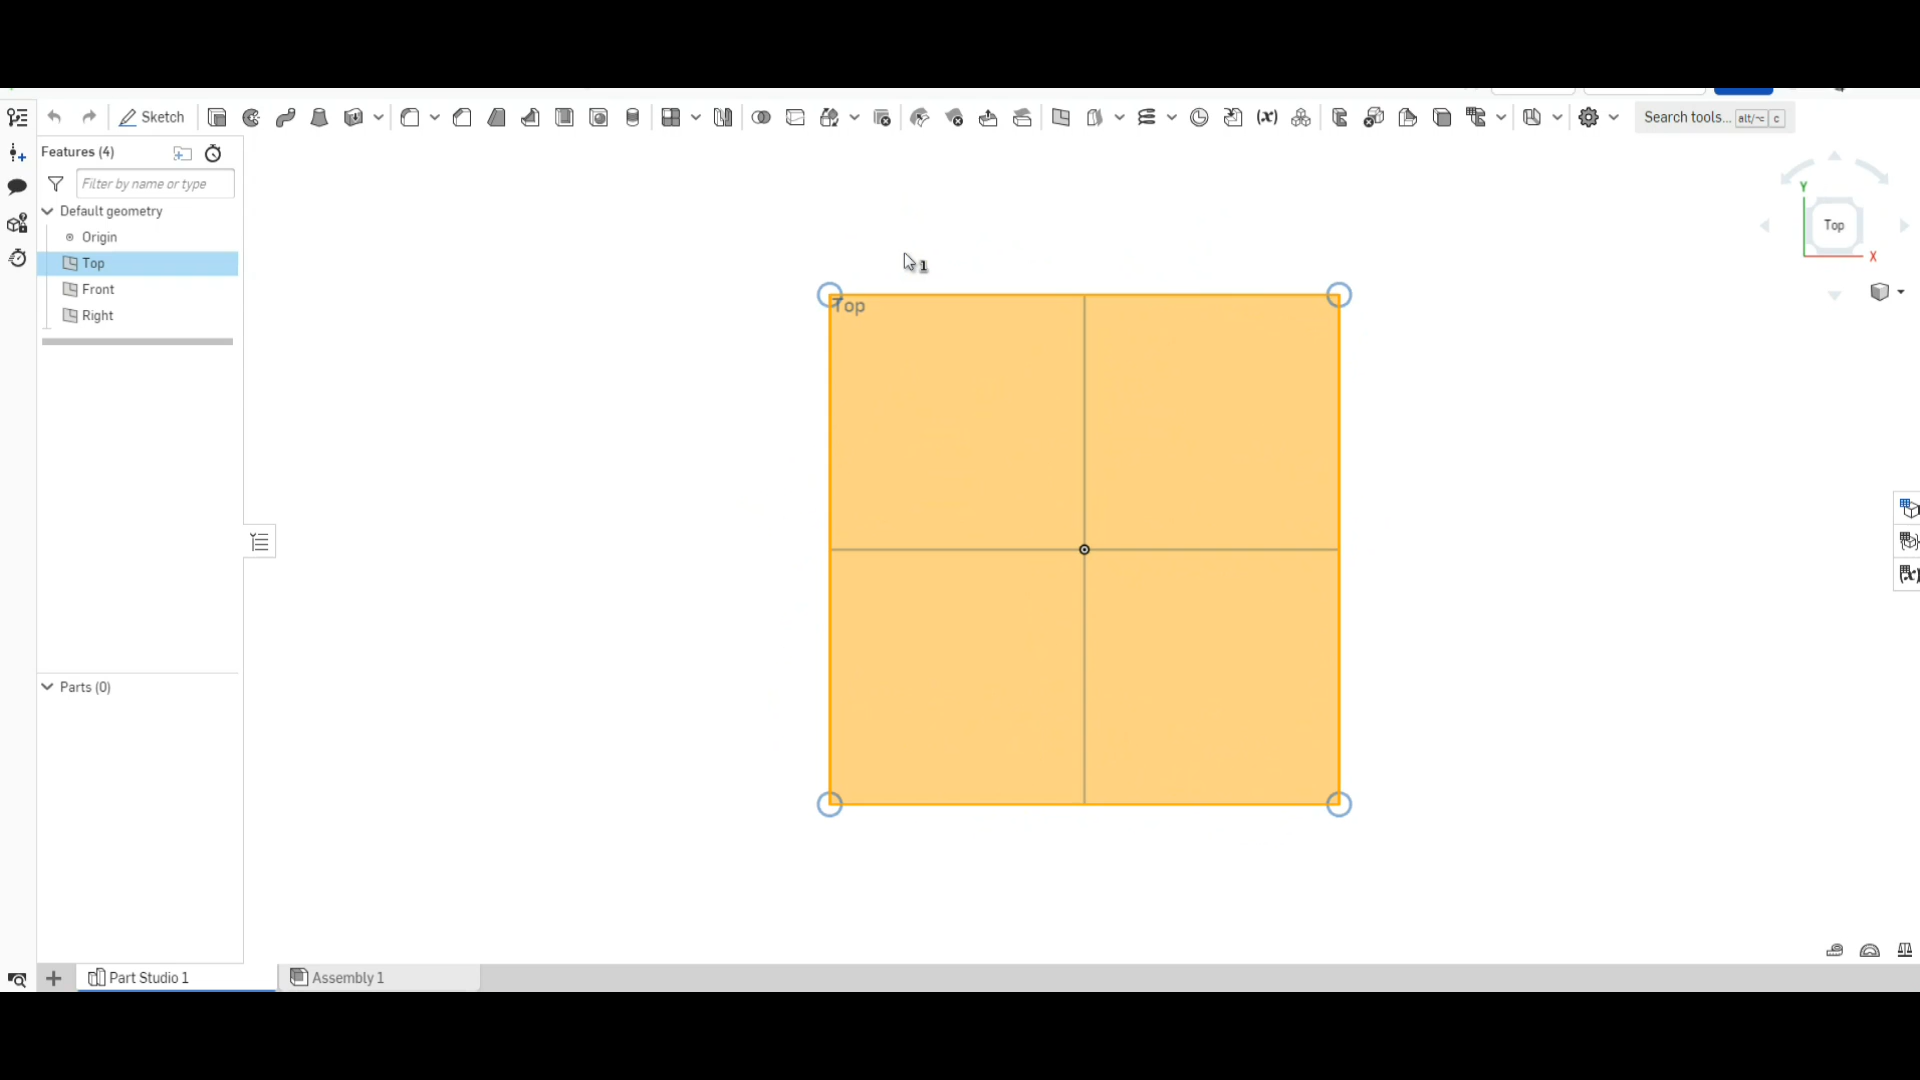 Sketch
Search tools... alt/⌥ c
Features (4)
Filter by name or type
Default geometry
Origin
Top
Front
Right
Parts (0)
1
Top
Y
Top
X
Part Studio 1
Assembly 1